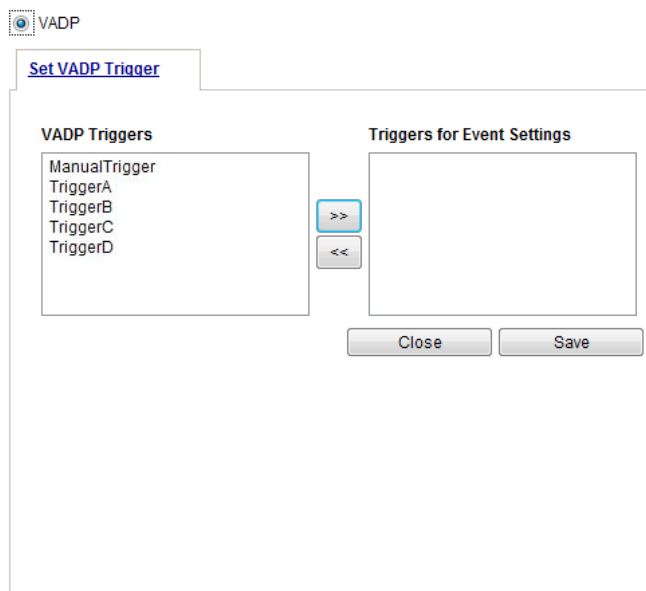 VADP
Set VADP Trigger
VADP Triggers
Triggers for Event Settings
ManualTrigger
TriggerA
TriggerB
TriggerC
TriggerD
>>
<<
Close
Save